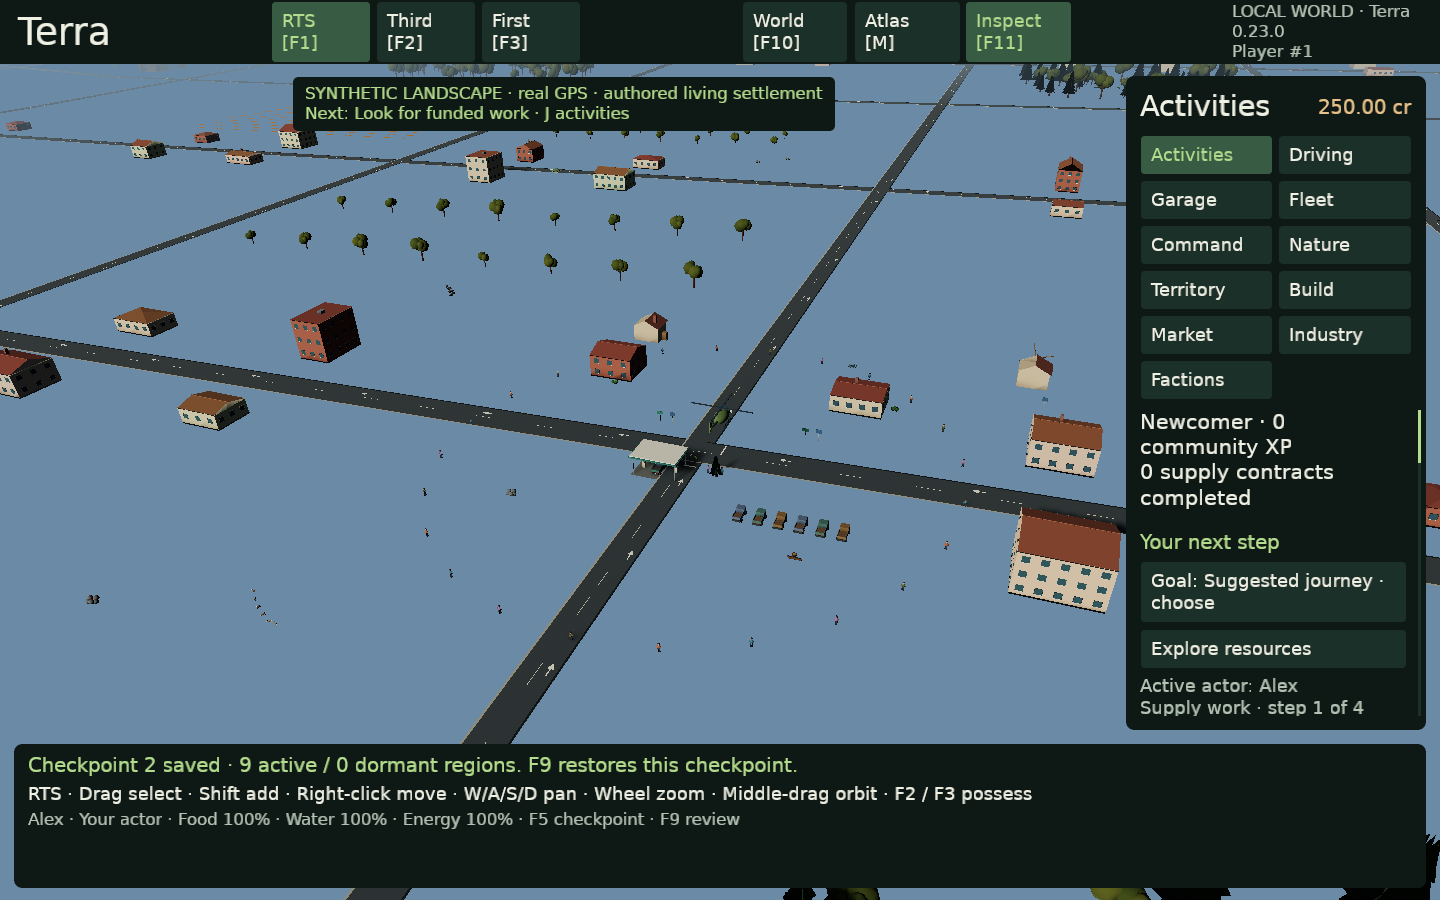 Terra
RTS
[F1]
Third
[F2]
First
[F3]
World
[F10]
Atlas
[M]
Inspect
[F11]
LOCAL WORLD · Terra
0.23.0
Player #1
SYNTHETIC LANDSCAPE · real GPS · authored living settlement
Next: Look for funded work · J activities
Activities
250.00 cr
Activities
Driving
Garage
Fleet
Command
Nature
Territory
Build
Market
Industry
Factions
Newcomer · 0
community XP
0 supply contracts
completed
Your next step
Goal: Suggested journey ·
choose
Explore resources
Active actor: Alex
Supply work · step 1 of 4
Checkpoint 2 saved · 9 active / 0 dormant regions. F9 restores this checkpoint.
RTS · Drag select · Shift add · Right-click move · W/A/S/D pan · Wheel zoom · Middle-drag orbit · F2 / F3 possess
Alex · Your actor · Food 100% · Water 100% · Energy 100% · F5 checkpoint · F9 review